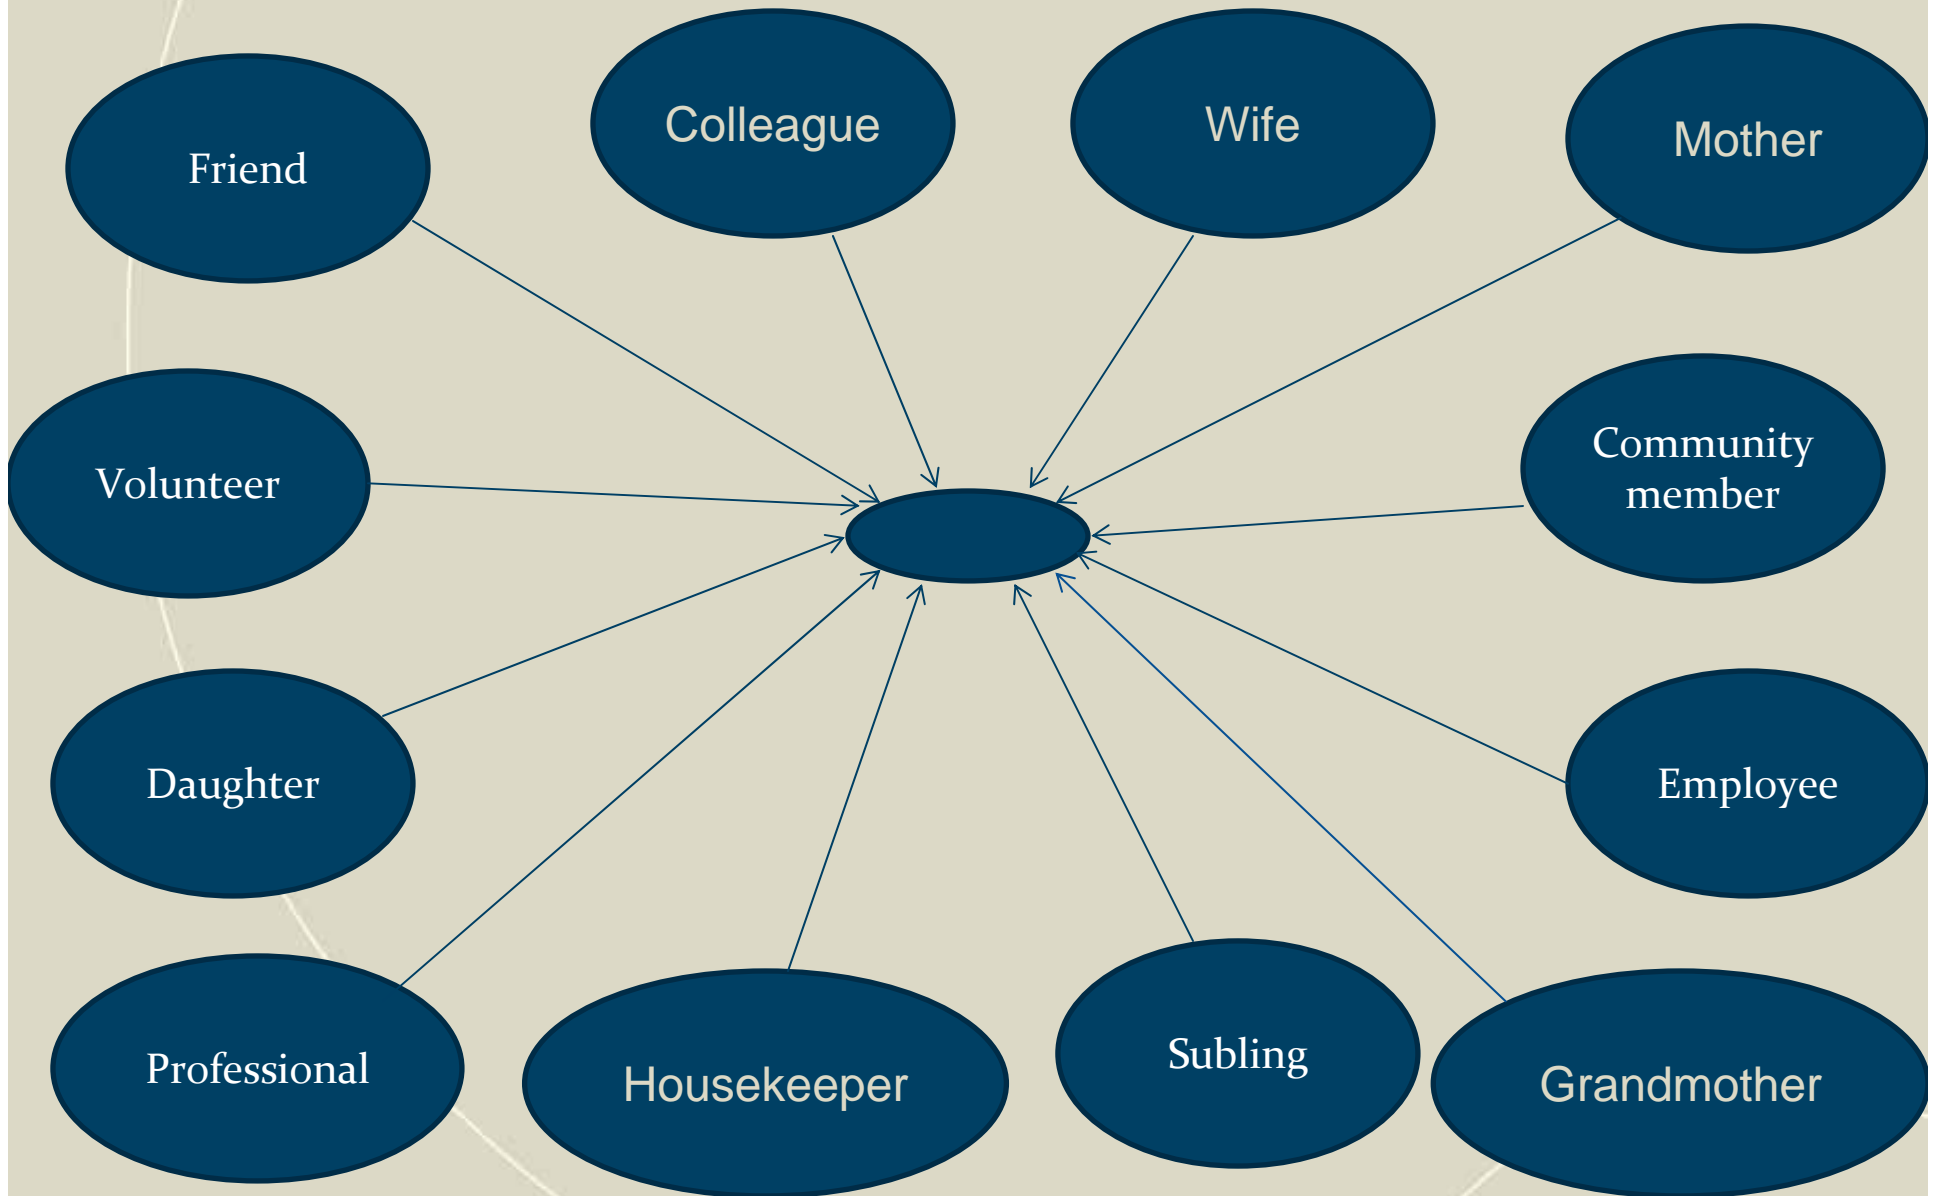 Friend
Colleague
Wife
Mother
Volunteer
Community
member
Daughter
Employee
Professional
Housekeeper
Subling
Grandmother